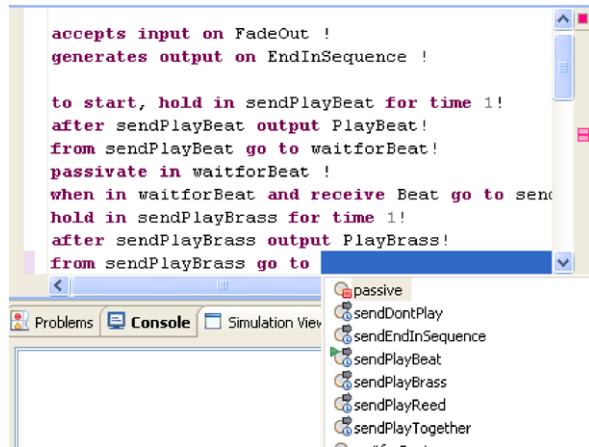 accepts input on FadeOut !
generates output on EndInSequence !
to start, hold in sendPlayBeat for time 1!
after sendPlayBeat output PlayBeat!
from sendPlayBeat go to waitforBeat!
passivate in waitforBeat !
when in waitforBeat and receive Beat go to send
hold in sendPlayBrass for time 1!
after sendPlayBrass output PlayBrass!
from sendPlayBrass go to
passive
sendDontPlay
sendEndInSequence
sendPlayBeat
sendPlayBrass
sendPlayReed
sendPlayTogether
Problems Console Simulation View